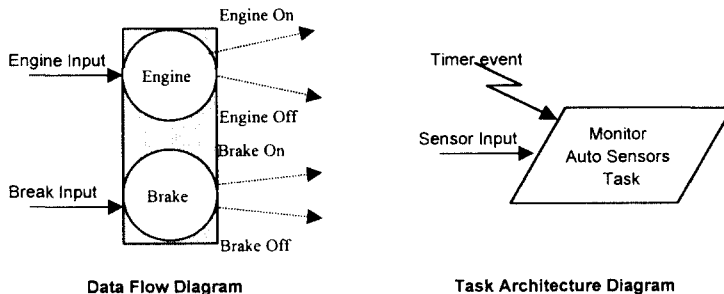 Engine On
Engine Input
Engine
Engine Off
Brake On
Break Input
Brake
Brake Off
Data Flow Diagram
Timer event
Sensor Input
Monitor
Auto Sensors
Task
Task Architecture Diagram